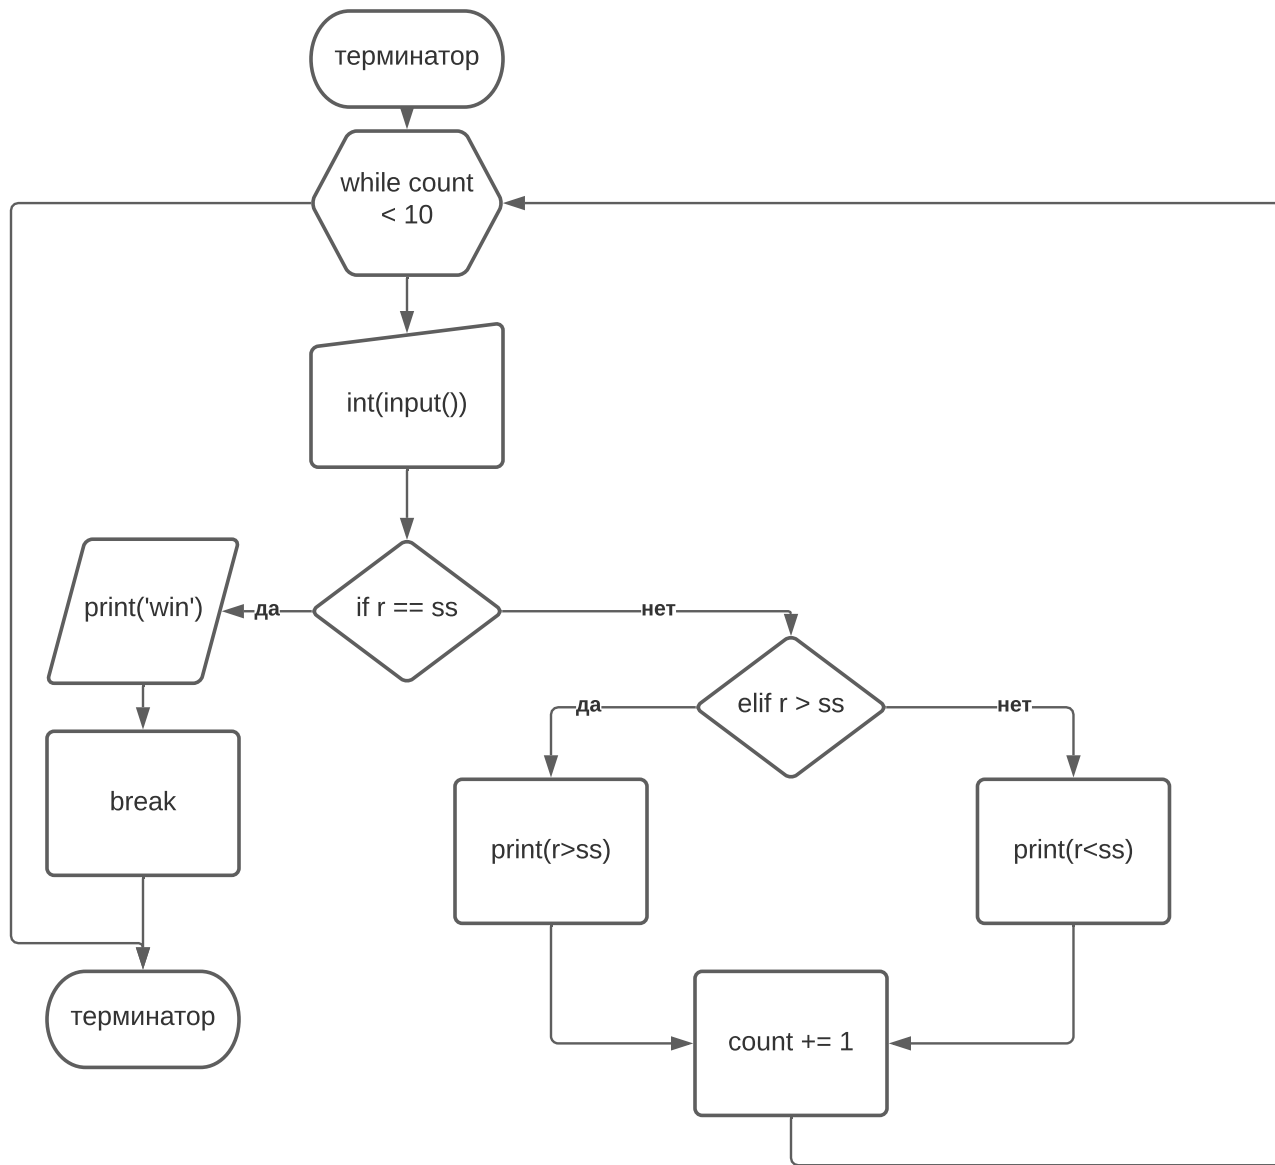 терминатор
while count
< 10
int(input())
if r == ss
да
print('win')
нет
elif r > ss
да
нет
break
print(r>ss)
print(r<ss)
терминатор
count += 1